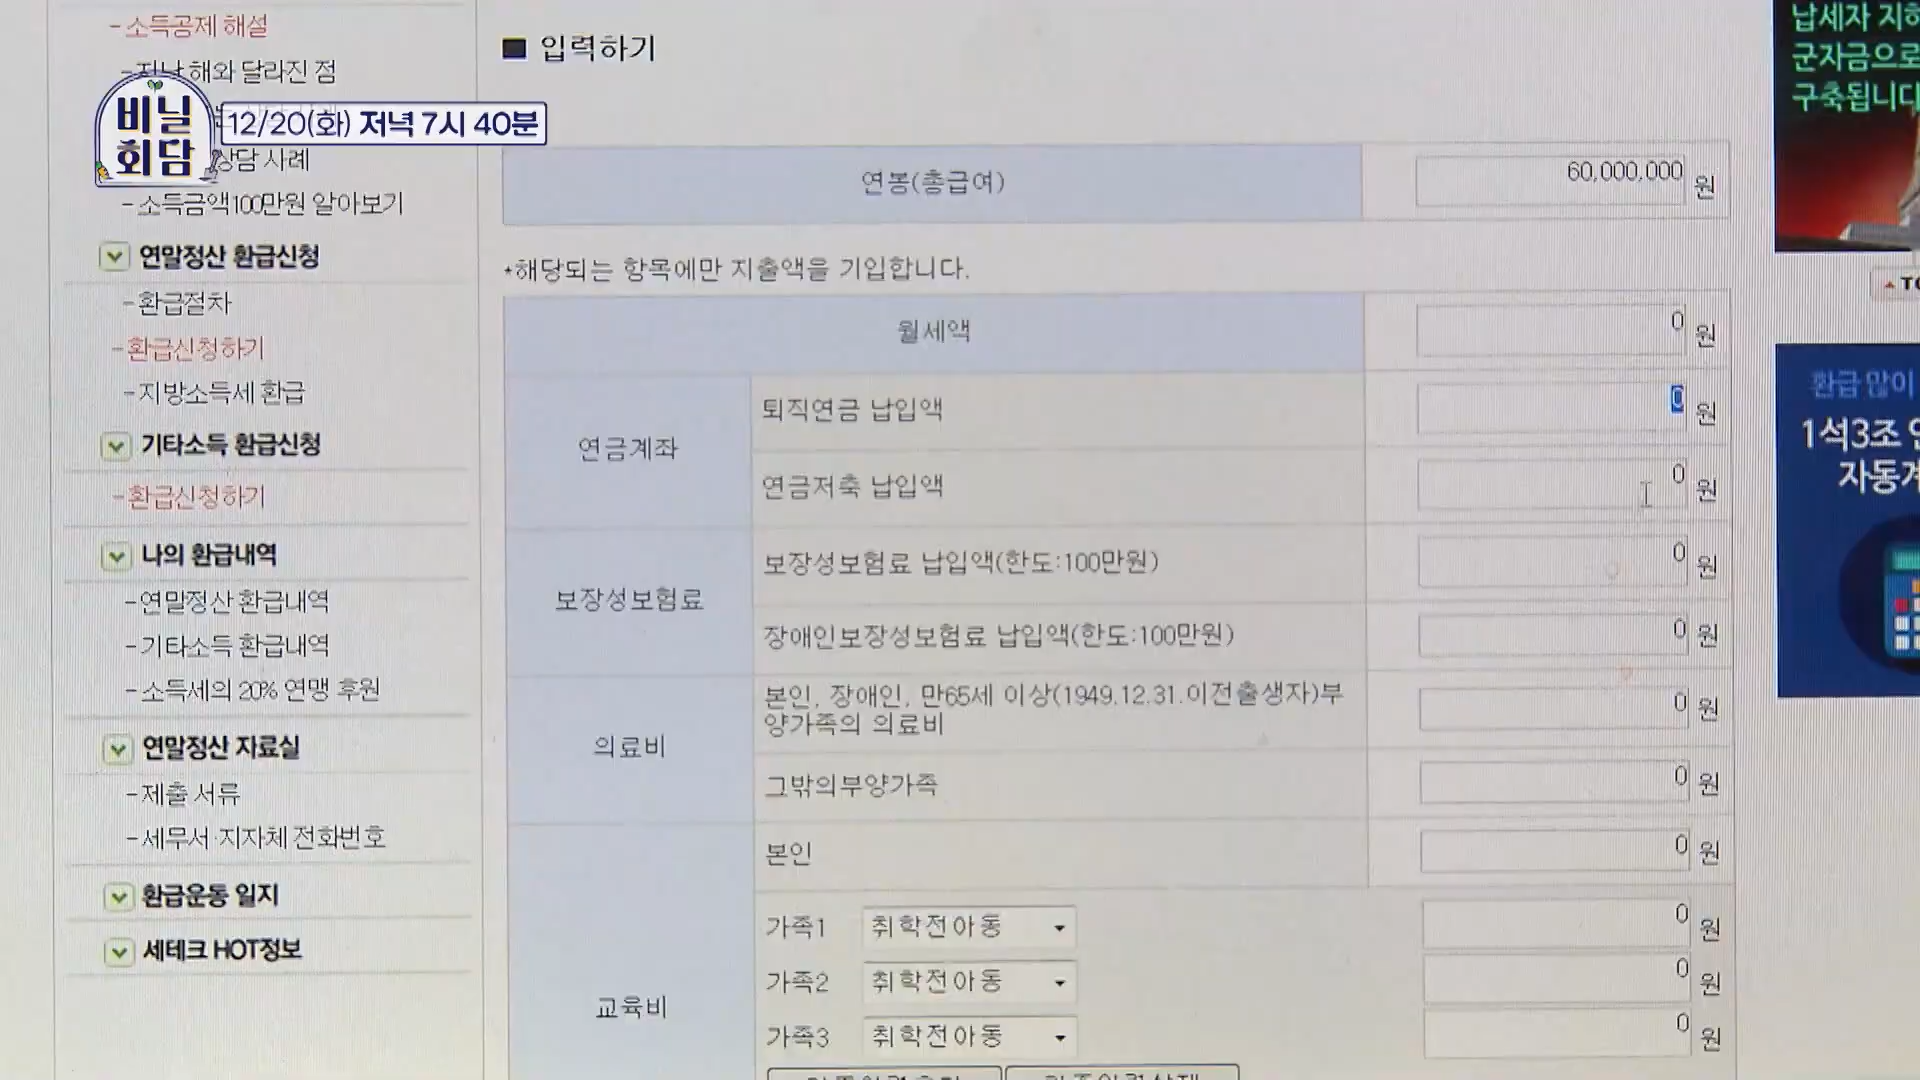 - 소득공제 해설
- 지난 해와 달라진 점
상담 사례
- 소득금액100만원 알아보기
비닐
회담
12/20(화) 저녁 7시 40분
연말정산 환급신청
- 환급절차
- 환급신청하기
- 지방소득세 환급
기타소득 환급신청
- 환급신청하기
나의 환급내역
- 연말정산 환급내역
- 기타소득 환급내역
- 소득세의 20% 연맹 후원
연말정산 자료실
- 제출 서류
- 세무서·지자체 전화번호
환급운동 일지
세테크 HOT정보
■ 입력하기
연봉(총급여) 60,000,000 원
*해당되는 항목에만 지출액을 기입합니다.
월세액 0 원
연금계좌
퇴직연금 납입액 0 원
연금저축 납입액 0 원
보장성보험료
보장성보험료 납입액(한도:100만원) 0 원
장애인보장성보험료 납입액(한도:100만원) 0 원
의료비
본인, 장애인, 만65세 이상(1949.12.31.이전출생자)부
양가족의 의료비 0 원
그밖의부양가족 0 원
교육비
본인 0 원
가족1 취학전아동 0 원
가족2 취학전아동 0 원
가족3 취학전아동 0 원
납세자
군자금으로
구축됩니다
환급 많이
1석3조